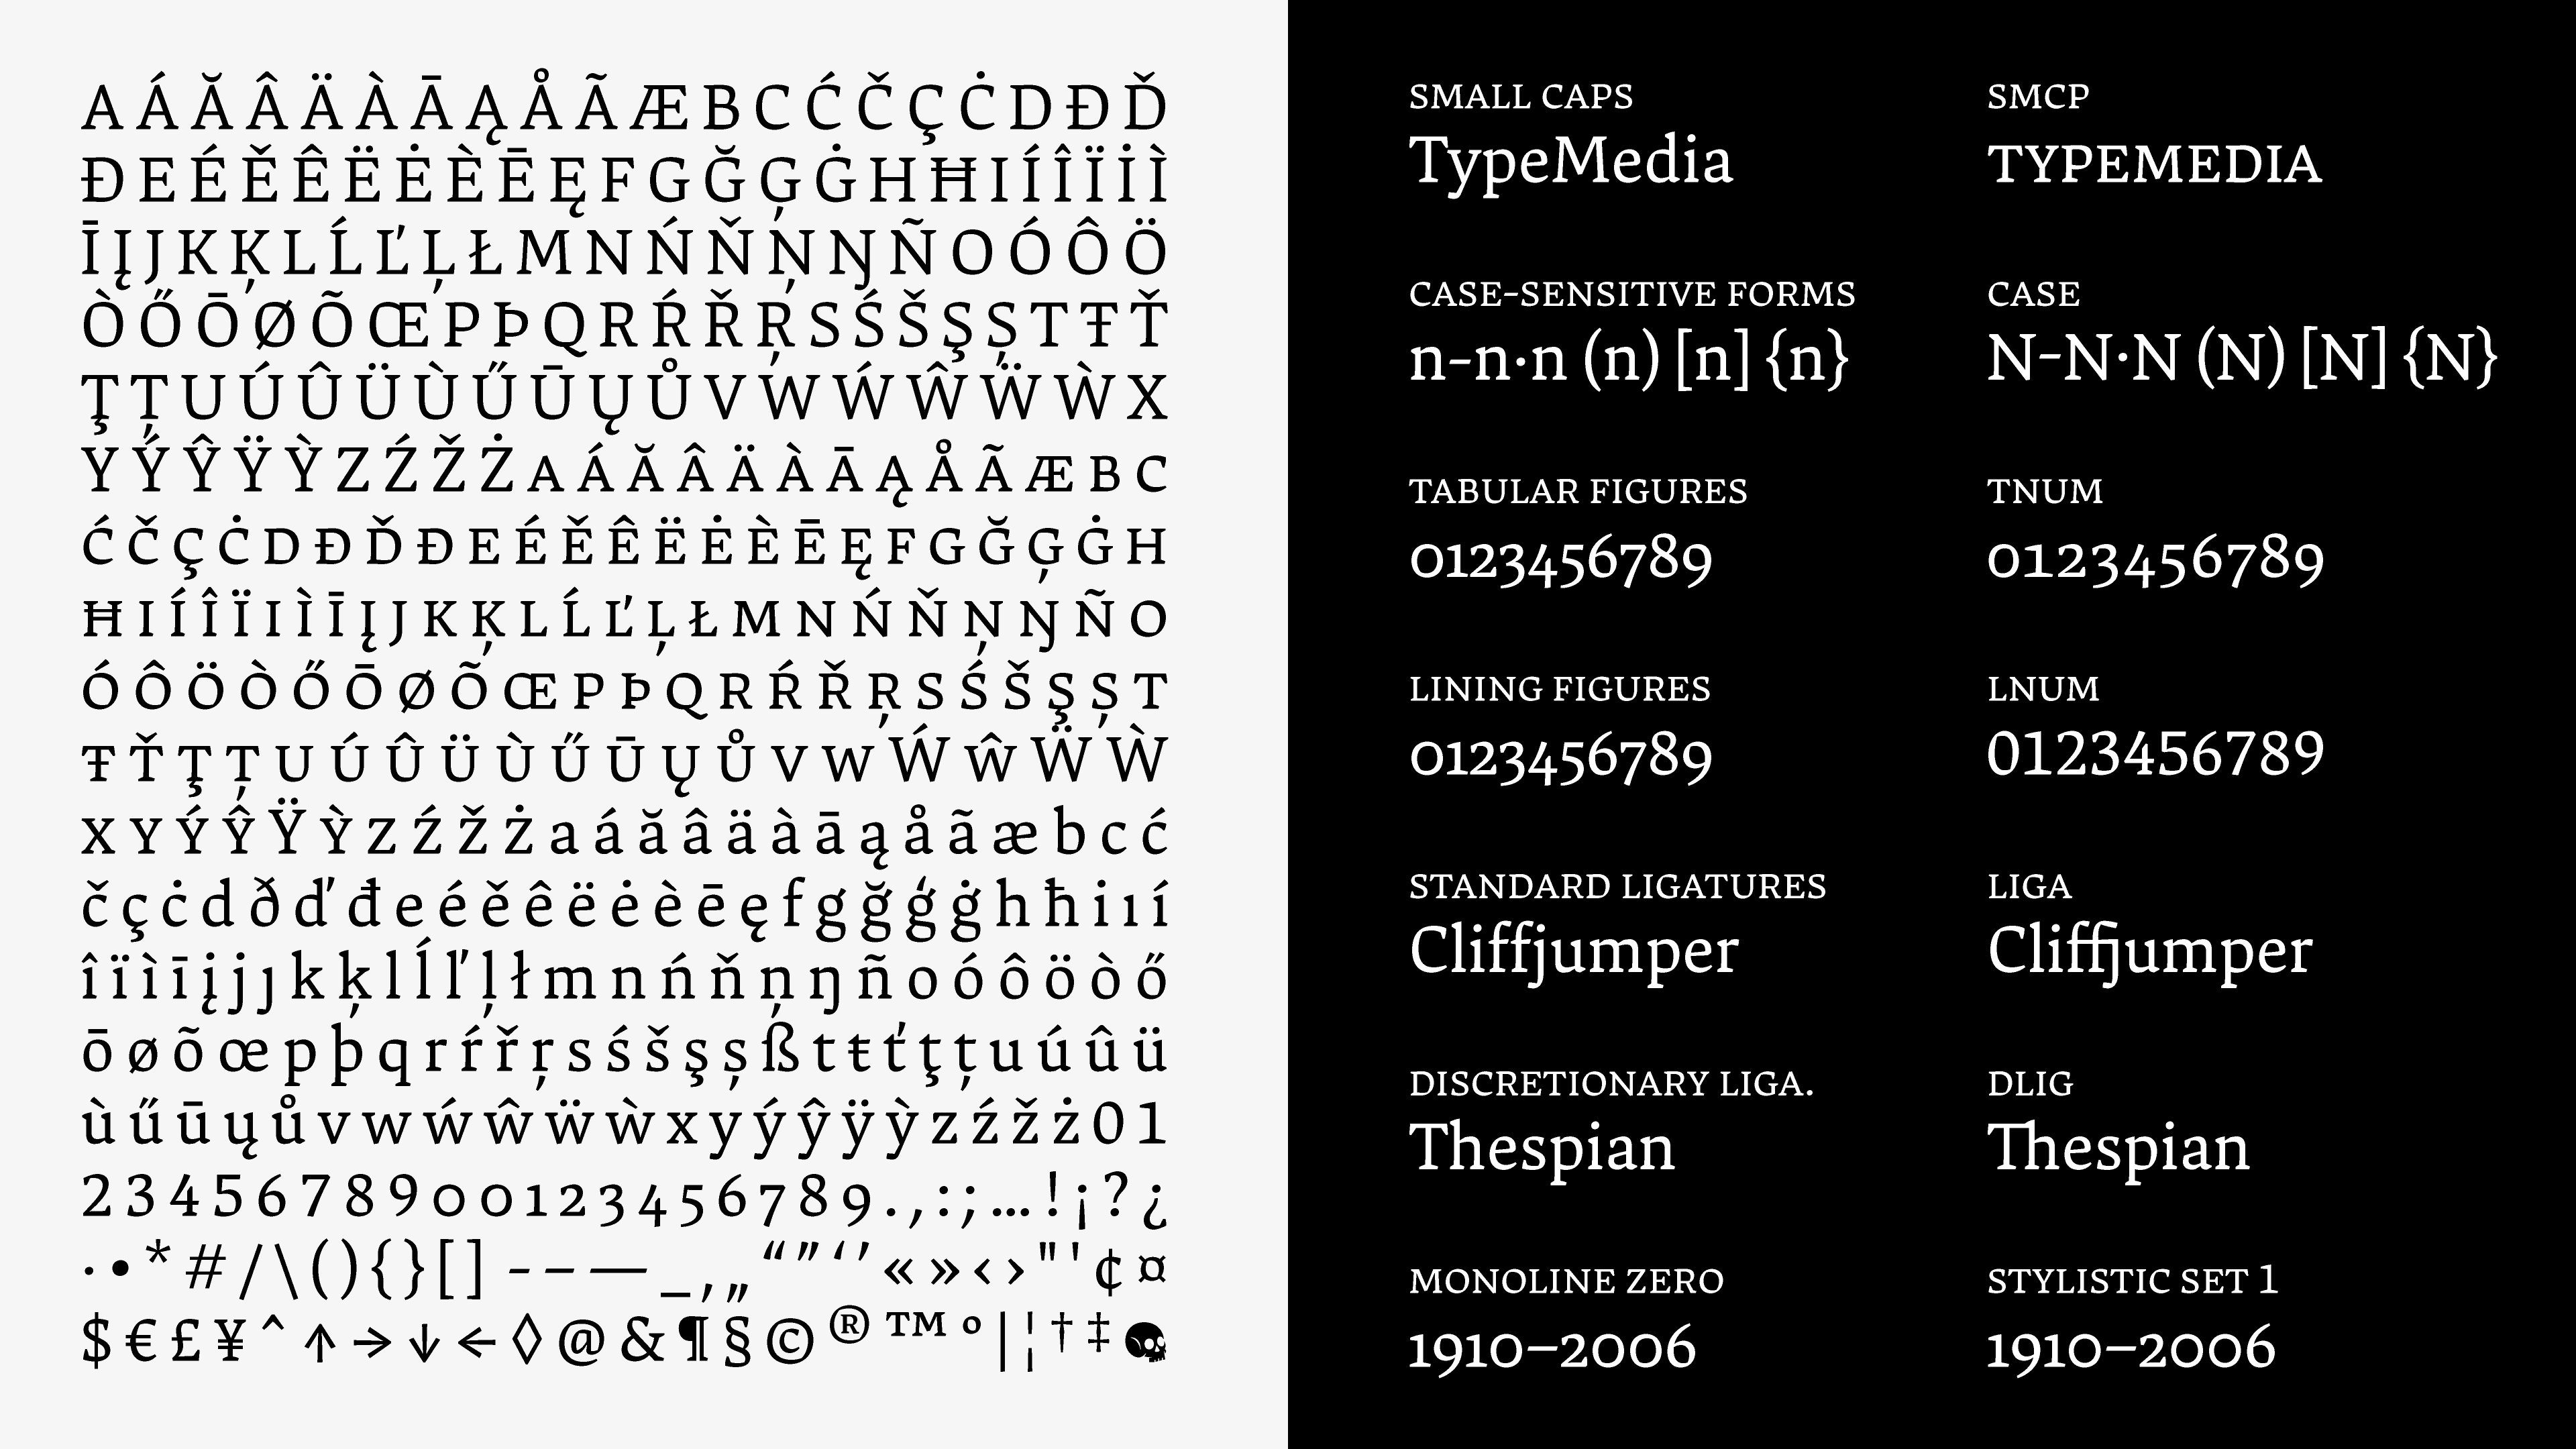 A Á Ă Â Ä À Ā Ą Å Ã Æ B C Ć Č Ç Ċ D Đ Ď
Đ E É Ě Ê Ë Ė È Ē Ę F G Ğ Ģ Ġ H Ħ I Í Î Ï İ Ì
Ī Į J K Ķ L Ĺ Ľ Ļ Ł M N Ń Ň Ņ Ŋ Ñ O Ó Ô Ö
Ò Ő Ō Ø Õ Œ P Þ Q R Ŕ Ř Ŗ S Ś Š Ş Ș T Ŧ Ť
Ţ Ț U Ú Û Ü Ù Ű Ū Ų Ů V W Ẃ Ŵ Ẅ Ẁ X
Y Ý Ŷ Ÿ Ỳ Z Ź Ž Ż A Á Ă Â Ä À Ā Ą Å Ã Æ B C
Ć Č Ç Ċ D Đ Ď Đ E É Ě Ê Ë Ė È Ē Ę F G Ğ Ģ Ġ H
Ħ I Í Î Ï I Ì Ī Į J K Ķ L Ĺ Ľ Ļ Ł M N Ń Ň Ņ Ŋ Ñ O
Ó Ô Ö Ò Ő Ō Ø Õ Œ P Þ Q R Ŕ Ř Ŗ S Ś Š Ş Ș T
Ŧ Ť Ţ Ț U Ú Û Ü Ù Ű Ū Ų Ů V W Ẃ Ŵ Ẅ Ẁ
X Y Ý Ŷ Ÿ Ỳ Z Ź Ž Ż a á ă â ä à ā ą å ã æ b c ć
č ç ċ d ð ď đ e é ě ê ë ė è ē ę f g ğ ģ ġ h ħ i ı í
î ï ì ī į j ȷ k ķ l ĺ ľ ļ ł m n ń ň ņ ŋ ñ o ó ô ö ò ő
ō ø õ œ p þ q r ŕ ř ŗ s ś š ş ș ß t ŧ ť ţ ț u ú û ü
ù ű ū ų ů v w ẃ ŵ ẅ ẁ x y ý ŷ ÿ ỳ z ź ž ż 0 1
2 3 4 5 6 7 8 9 0 0 1 2 3 4 5 6 7 8 9 . , : ; … ! ¡ ? ¿
· • * # / \ ( ) { } [ ] - – — _ ‚ „ “ ” ‘ ’ « » ‹ › " ' ¢ ¤
$ € £ ¥ ^ ↑ → ↓ ← ◊ @ & ¶ § © ® ™ ° | ¦ † ‡ 💀
SMALL CAPS
TypeMedia
SMCP
TYPEMEDIA
CASE-SENSITIVE FORMS
n-n·n (n) [n] {n}
CASE
N-N·N (N) [N] {N}
TABULAR FIGURES
0123456789
TNUM
0123456789
LINING FIGURES
0123456789
LNUM
0123456789
STANDARD LIGATURES
Cliffjumper
LIGA
Cliffjumper
DISCRETIONARY LIGA.
Thespian
DLIG
Thespian
MONOLINE ZERO
1910–2006
STYLISTIC SET 1
1910–2006